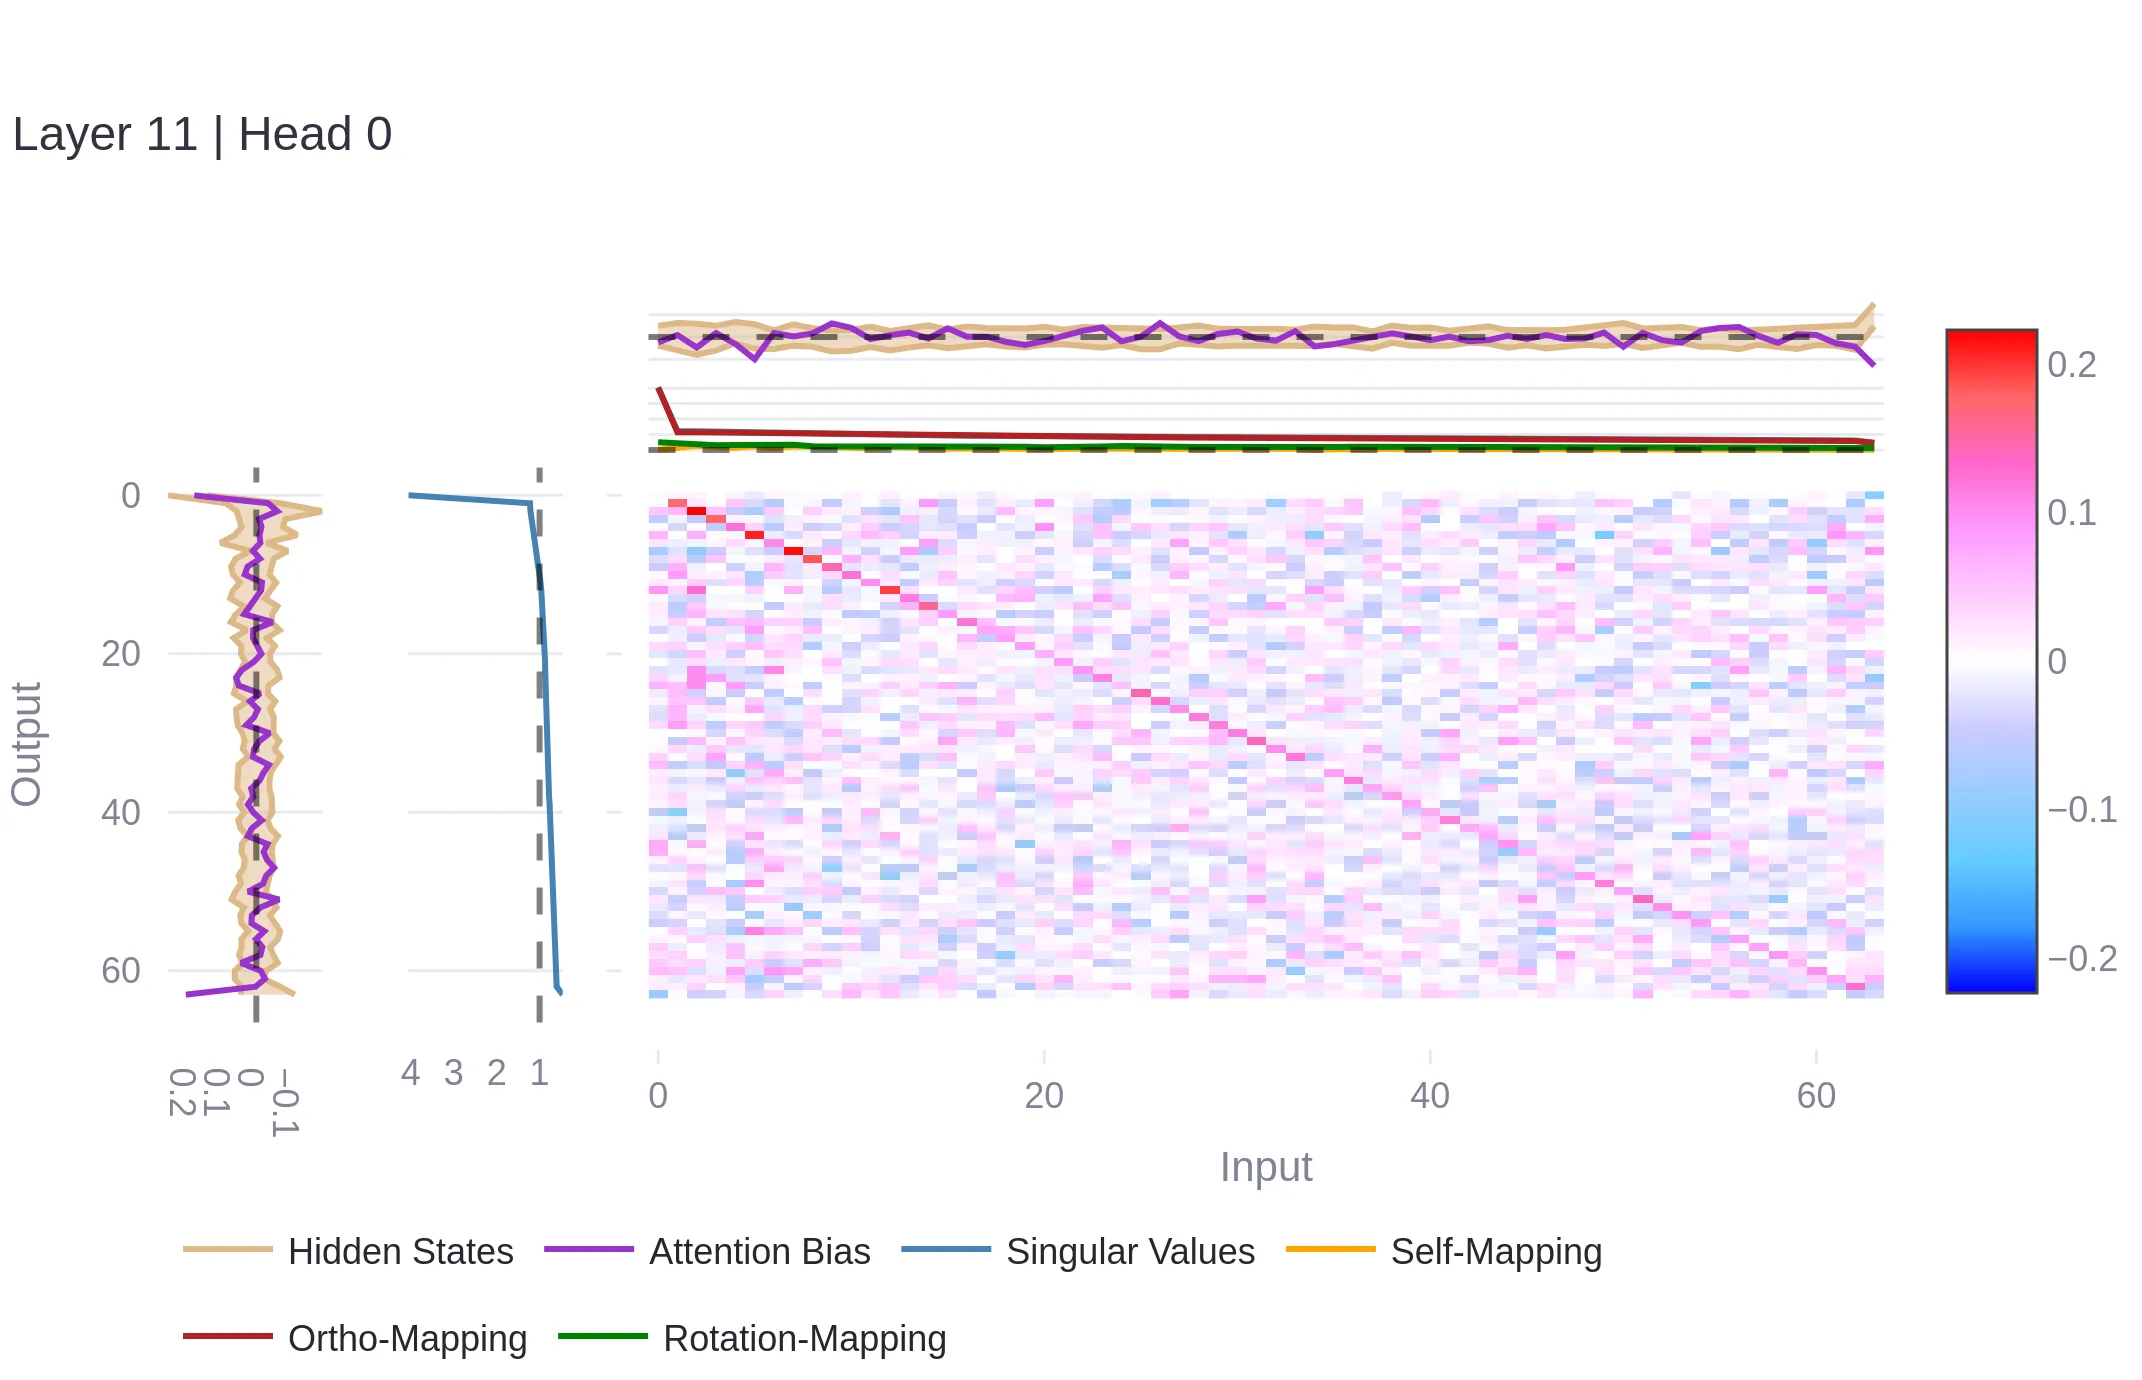 Layer 11 | Head 0
0
20
40
60
Output
0.2
0.1
0
−0.1
4 3 2 1
0 20 40 60
Input
0.2
0.1
0
−0.1
−0.2
Hidden States Attention Bias Singular Values Self-Mapping
Ortho-Mapping Rotation-Mapping